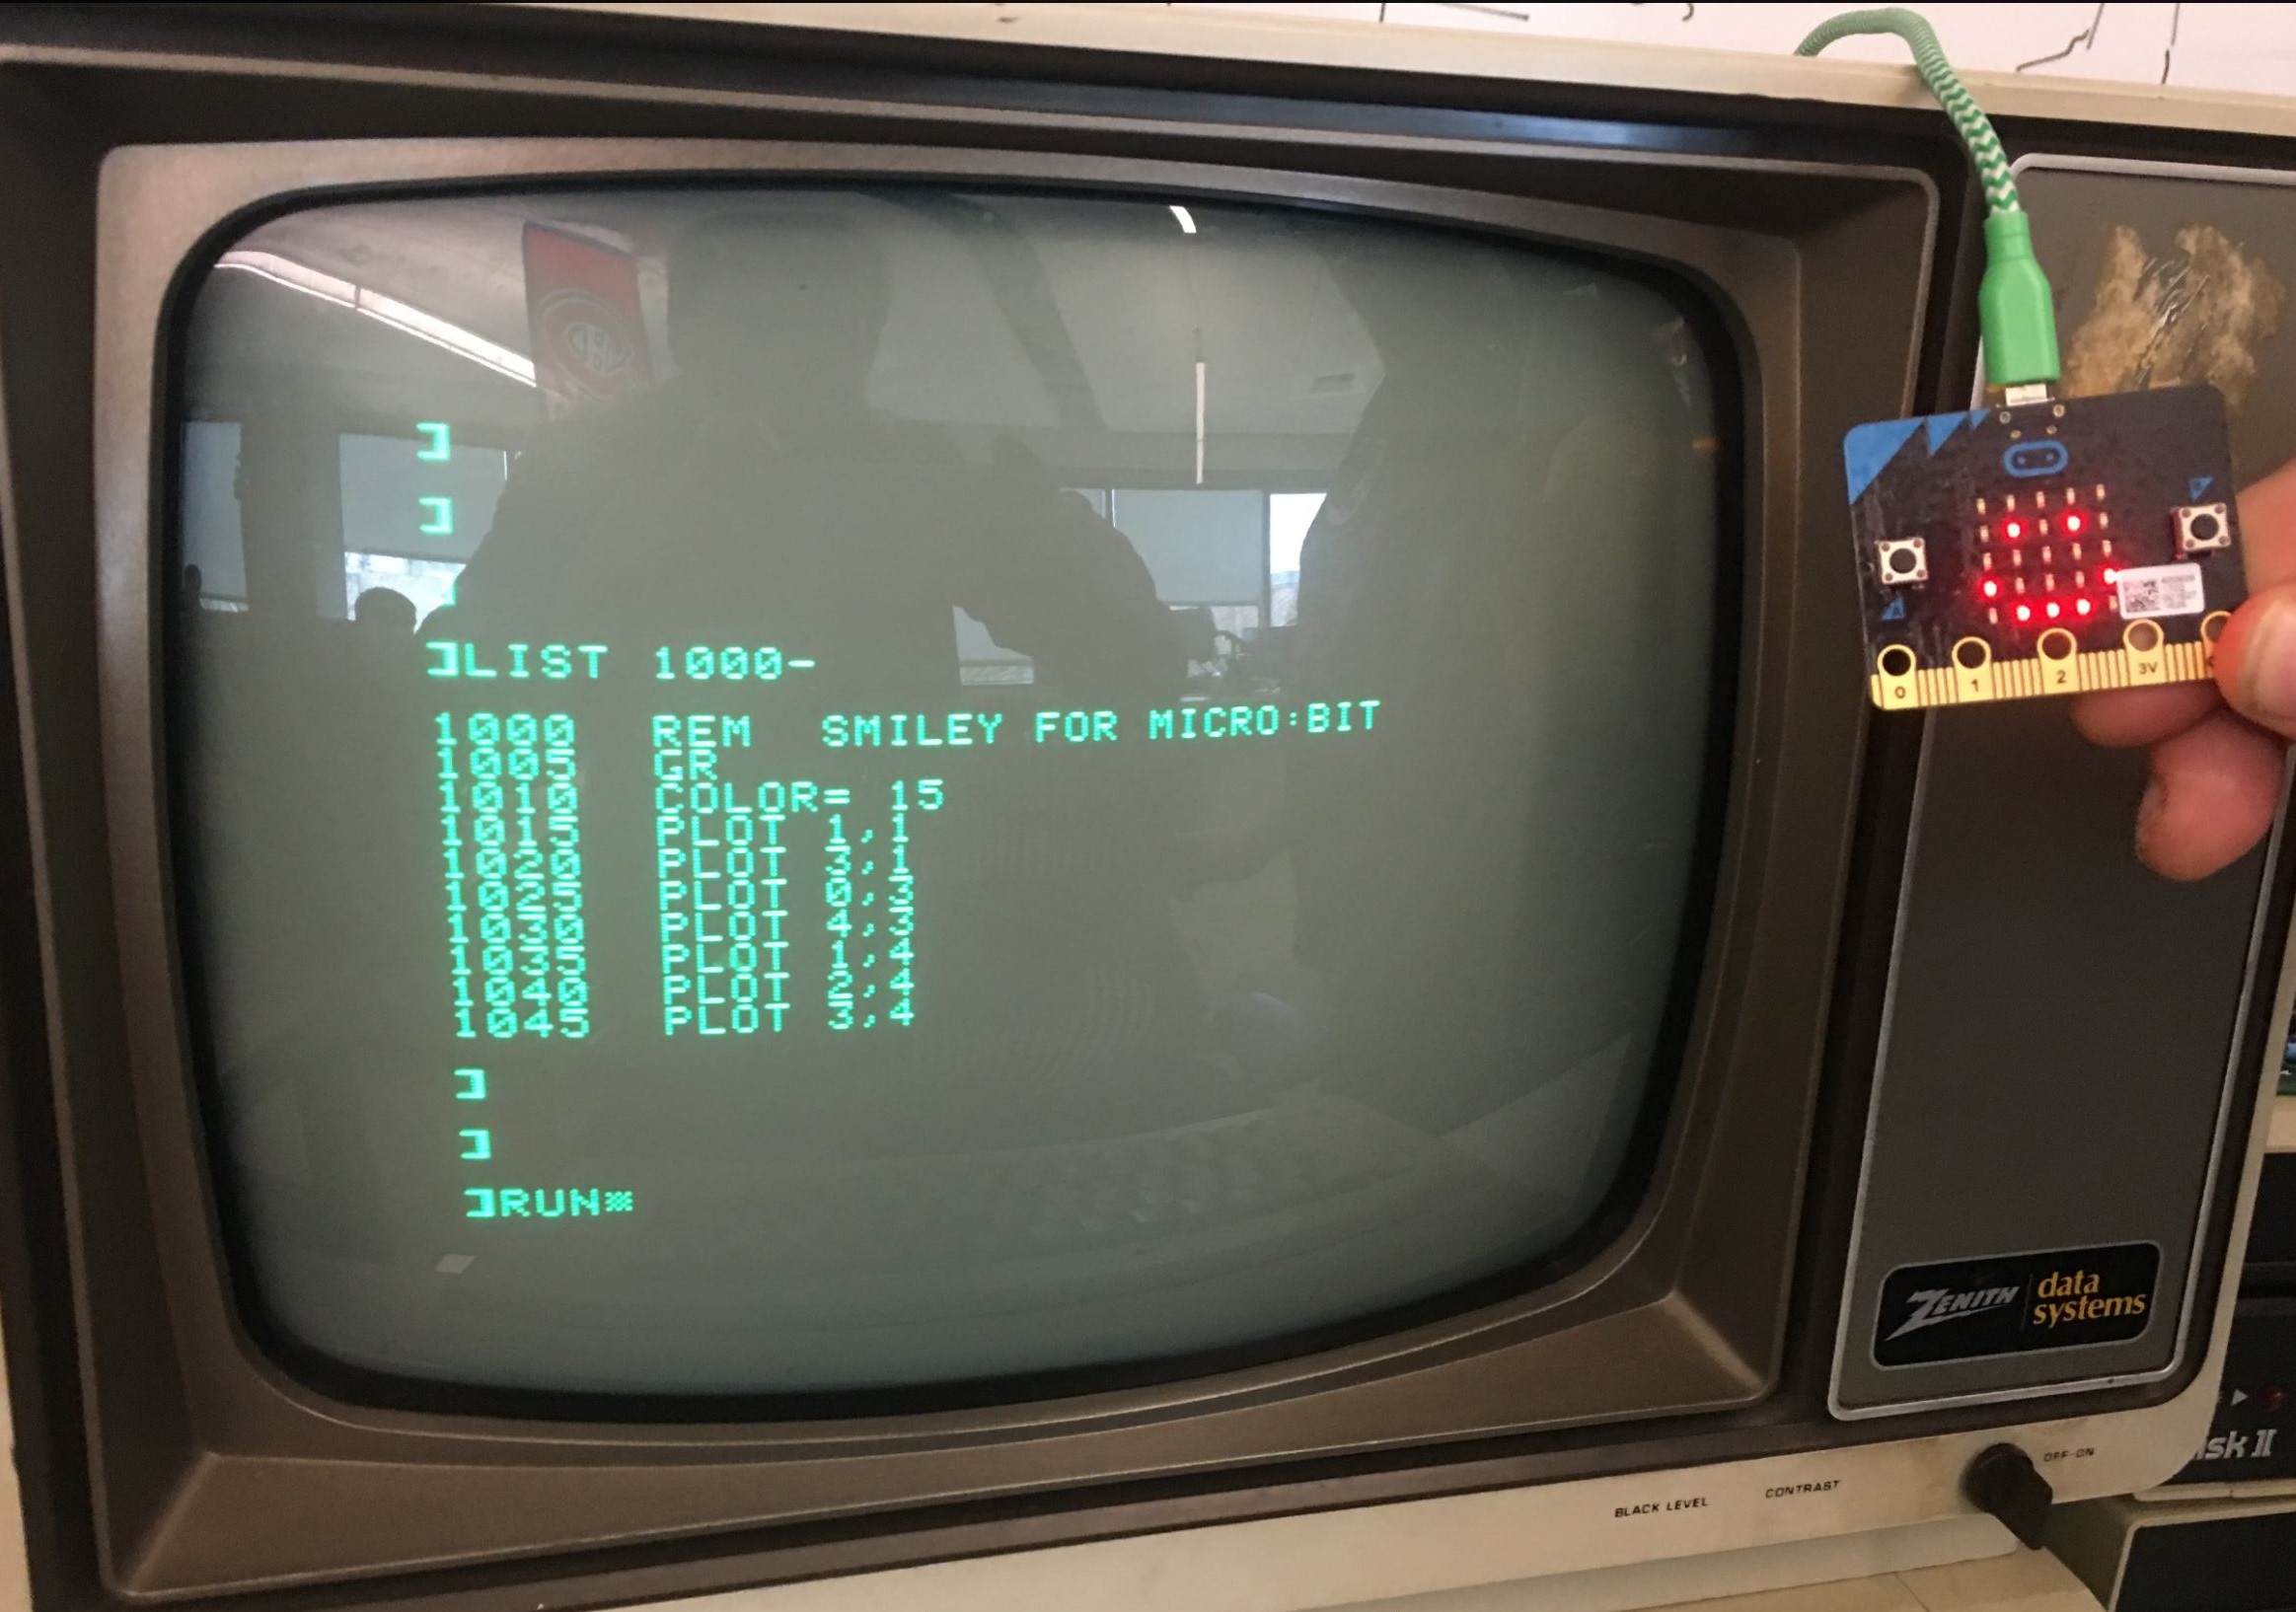 ]
]
]LIST 1000-
1000 REM SMILEY FOR MICRO:BIT
1005 GR
1010 COLOR= 15
1015 PLOT 1,1
1020 PLOT 3,1
1025 PLOT 0,3
1030 PLOT 4,3
1035 PLOT 1,4
1040 PLOT 2,4
1045 PLOT 3,4
]
]
]RUN
A
B
0 1 2 3V
ZENITH data systems
isk II
BLACK LEVEL CONTRAST OFF-ON